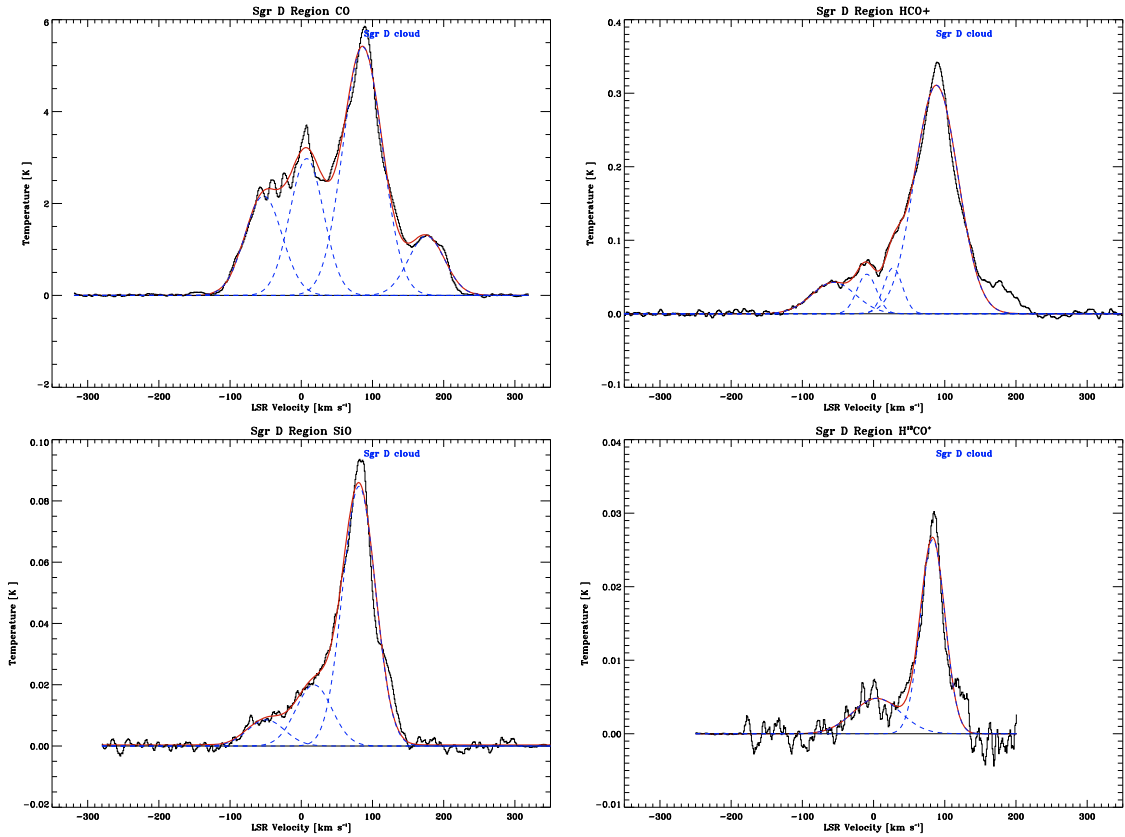 Sgr D Region CO
Sgr D cloud
Temperature [K ]
6
4
2
0
−2
−300 −200 −100 0 100 200 300
LSR Velocity [km s⁻¹]
Sgr D Region HCO+
Sgr D cloud
Temperature [K ]
0.4
0.3
0.2
0.1
0.0
−0.1
−300 −200 −100 0 100 200 300
LSR Velocity [km s⁻¹]
Sgr D Region SiO
Sgr D cloud
Temperature [K ]
0.10
0.08
0.06
0.04
0.02
0.00
−0.02
−300 −200 −100 0 100 200 300
LSR Velocity [km s⁻¹]
Sgr D Region H¹³CO⁺
Sgr D cloud
Temperature [K ]
0.04
0.03
0.02
0.01
0.00
−0.01
−300 −200 −100 0 100 200 300
LSR Velocity [km s⁻¹]